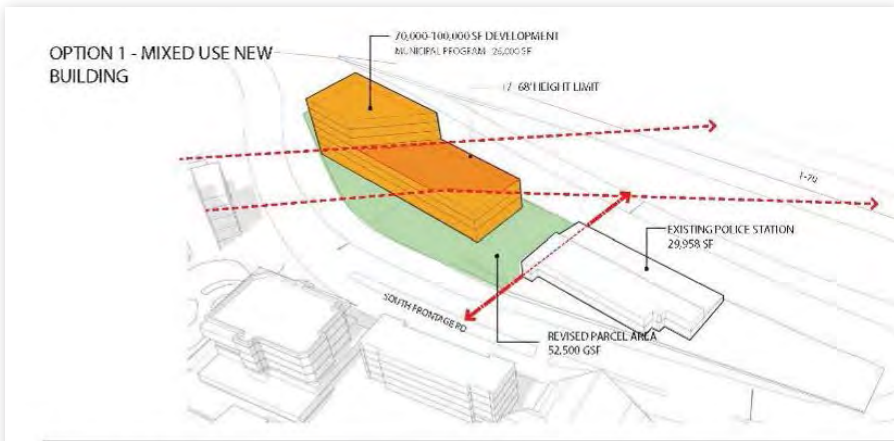 OPTION 1 - MIXED USE NEW
BUILDING
70,000-100,000 SF DEVELOPMENT
MUNICIPAL PROGRAM - 26,000 SF
+/- 68' HEIGHT LIMIT
I-70
EXISTING POLICE STATION
29,958 SF
SOUTH FRONTAGE RD
REVISED PARCEL AREA
52,500 GSF